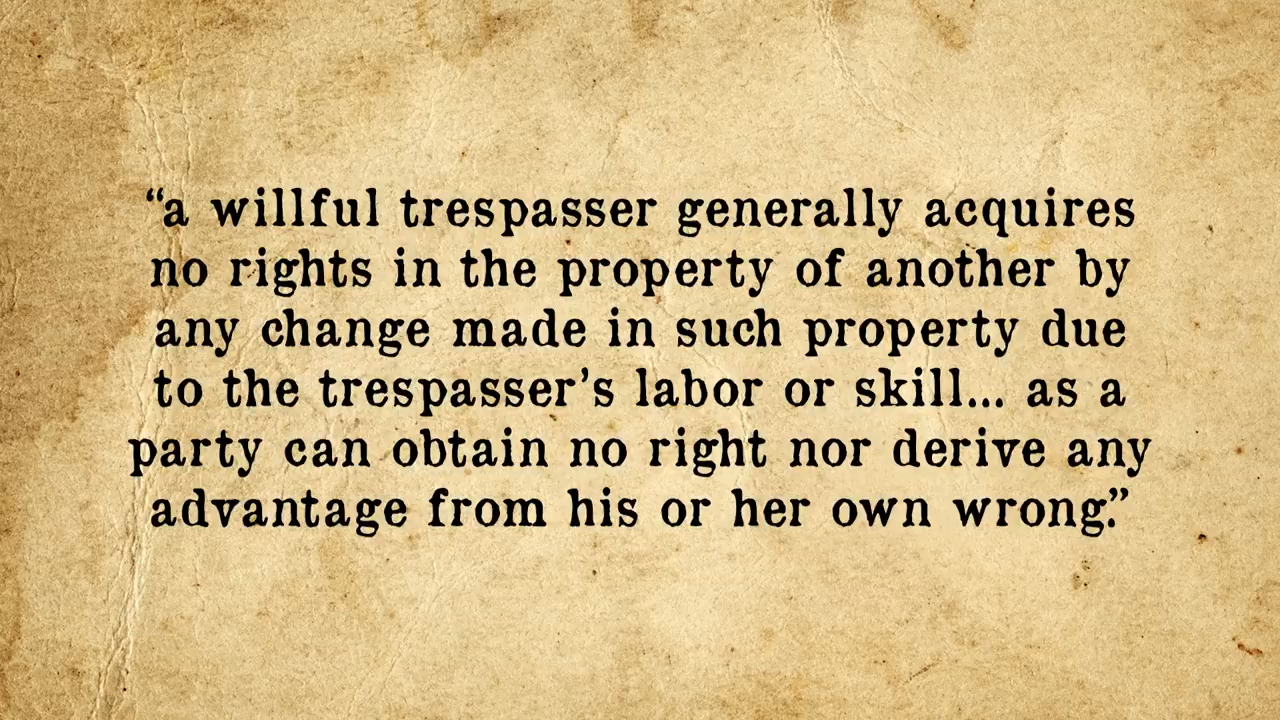 “a willful trespasser generally acquires
no rights in the property of another by
any change made in such property due
to the trespasser’s labor or skill... as a
party can obtain no right nor derive any
advantage from his or her own wrong.”